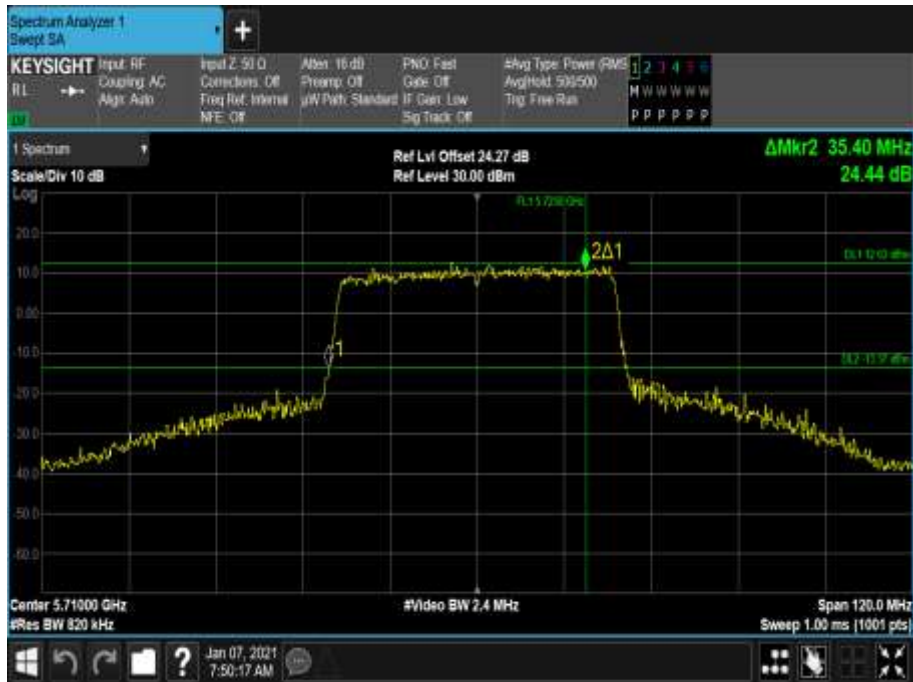 Spectrum Analyzer 1
Swept SA
+
KEYSIGHT
RL
Input: RF
Coupling: AC
Align: Auto
Input Z: 50 Ω
Corrections: Off
Freq Ref: Internal
NFE: Off
Atten: 16 dB
Preamp: Off
µW Path: Standard
PNO: Fast
Gate: Off
IF Gain: Low
Sig Track: Off
#Avg Type: Power (RMS
Avg|Hold: 500/500
Trig: Free Run
1 2 3 4 5 6
M W W W W W
P P P P P P
1 Spectrum
Scale/Div 10 dB
Log
Ref Lvl Offset 24.27 dB
Ref Level 30.00 dBm
ΔMkr2 35.40 MHz
24.44 dB
20.0
10.0
0.00
-10.0
-20.0
-30.0
-40.0
-50.0
-60.0
2Δ1
1
Center 5.71000 GHz
#Video BW 2.4 MHz
Span 120.0 MHz
#Res BW 820 kHz
Sweep 1.00 ms (1001 pts)
?
Jan 07, 2021
7:50:17 AM